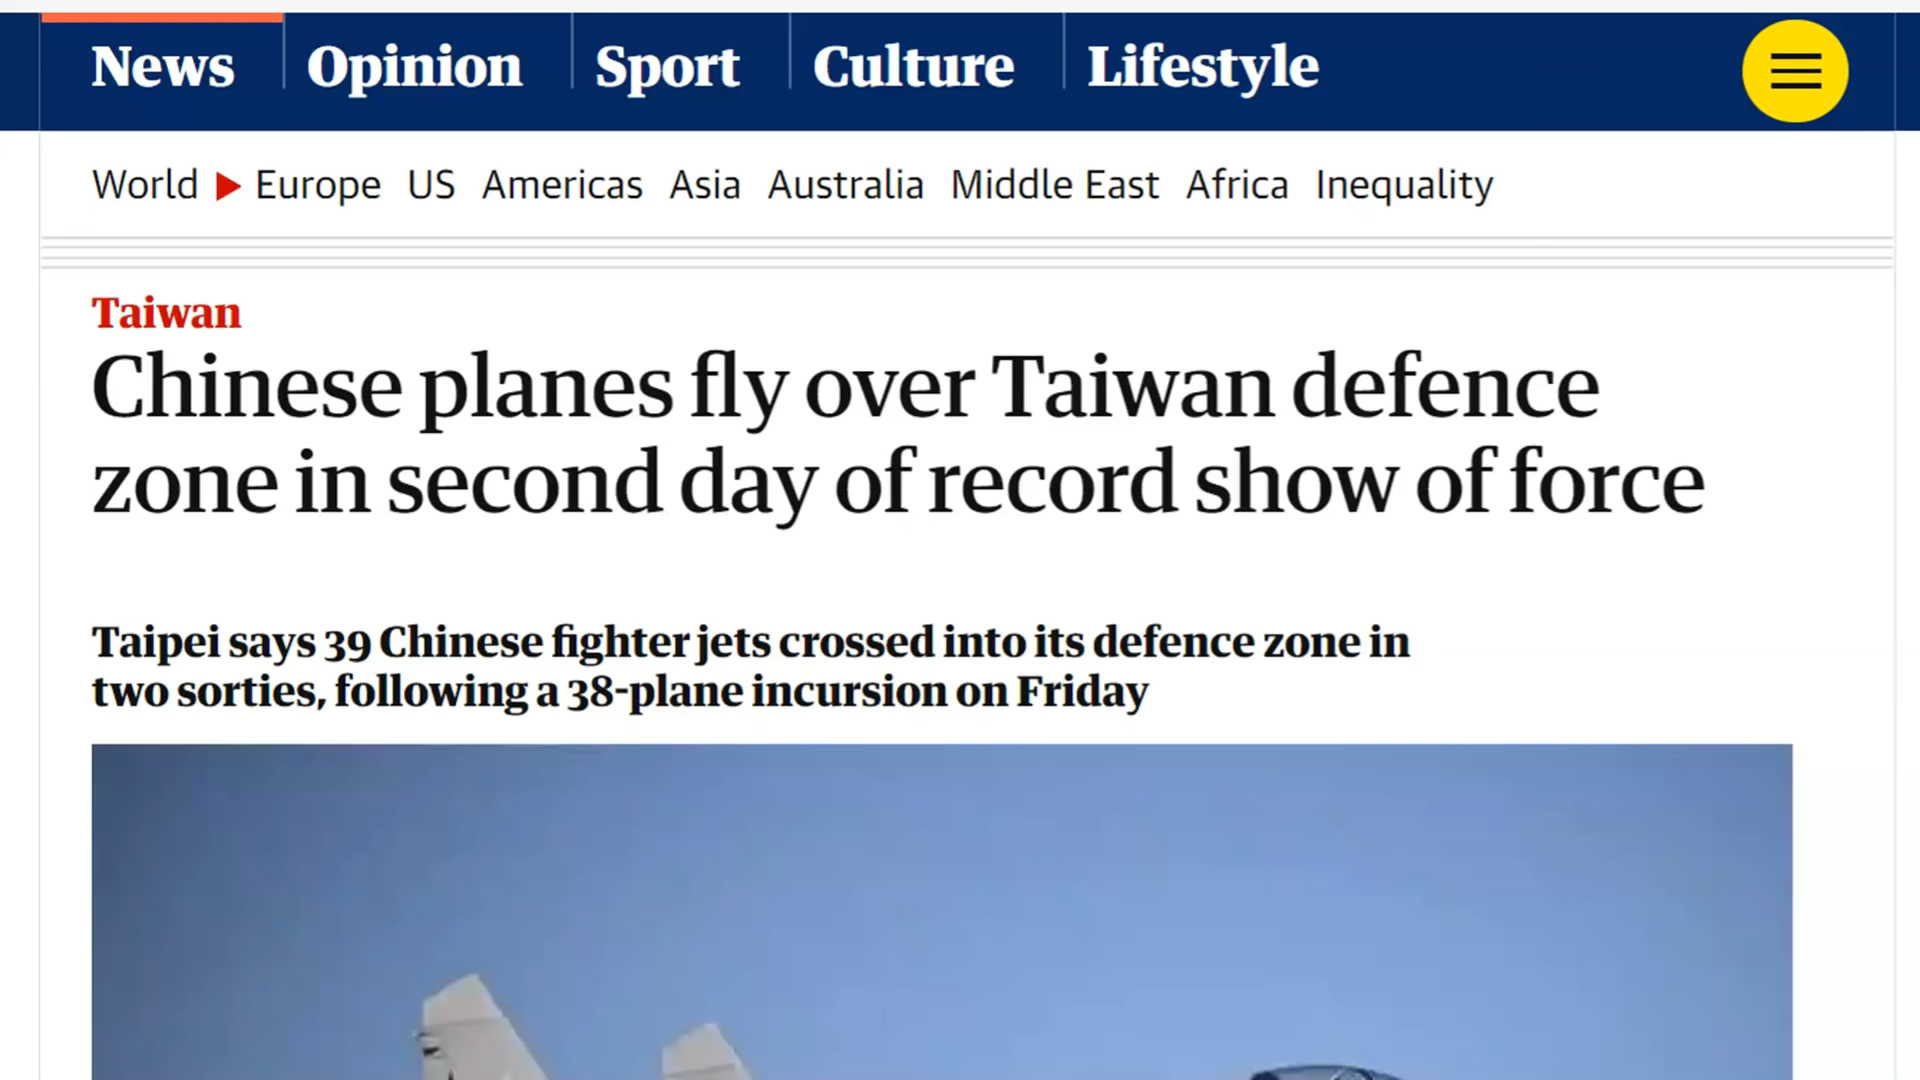 News Opinion Sport Culture Lifestyle
World Europe US Americas Asia Australia Middle East Africa Inequality
Taiwan
Chinese planes fly over Taiwan defence
zone in second day of record show of force
Taipei says 39 Chinese fighter jets crossed into its defence zone in
two sorties, following a 38-plane incursion on Friday